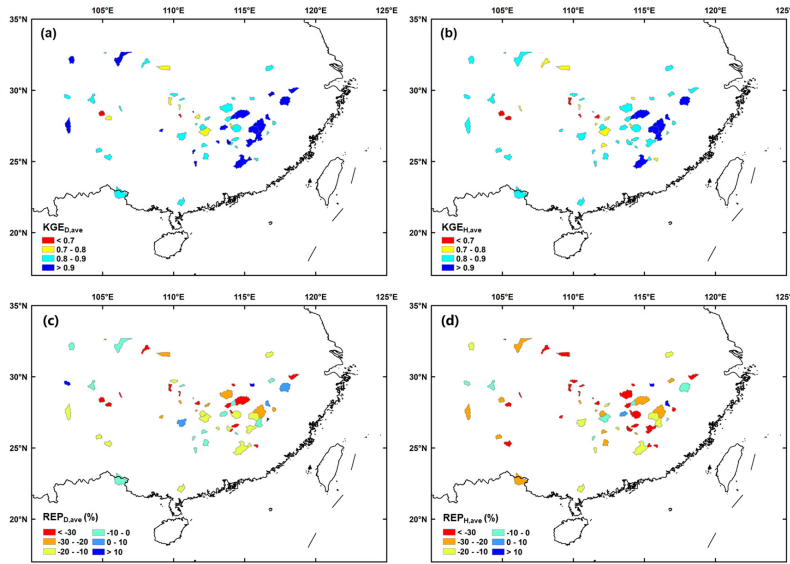 105°E 110°E 115°E 120°E 125°E 105°E 110°E 115°E 120°E 125°E
35°N (a) 35°N (b)
30°N 30°N
25°N 25°N
20°N 20°N
KGED,ave KGEH,ave
< 0.7 < 0.7
0.7 - 0.8 0.7 - 0.8
0.8 - 0.9 0.8 - 0.9
> 0.9 > 0.9
105°E 110°E 115°E 120°E 125°E 105°E 110°E 115°E 120°E 125°E
35°N (c) 35°N (d)
30°N 30°N
25°N 25°N
20°N 20°N
REPD,ave (%) REPH,ave (%)
< -30 -10 - 0 < -30 -10 - 0
-30 - -20 0 - 10 -30 - -20 0 - 10
-20 - -10 > 10 -20 - -10 > 10